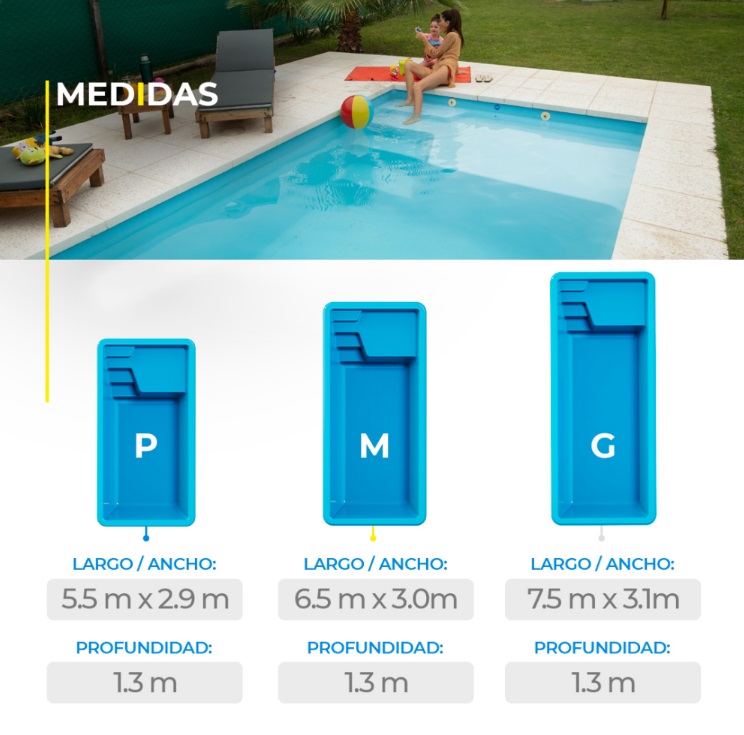 MEDIDAS
P
M
G
LARGO / ANCHO:
5.5 m x 2.9 m
LARGO / ANCHO:
6.5 m x 3.0m
LARGO / ANCHO:
7.5 m x 3.1m
PROFUNDIDAD:
1.3 m
PROFUNDIDAD:
1.3 m
PROFUNDIDAD:
1.3 m